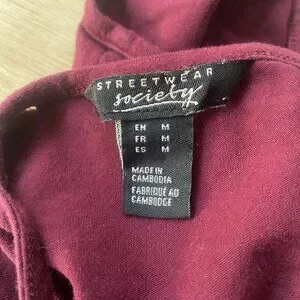 STREETWEAR
society
EN M
FR M
ES M
MADE IN
CAMBODIA
FABRIQUÉ AU
CAMBODGE